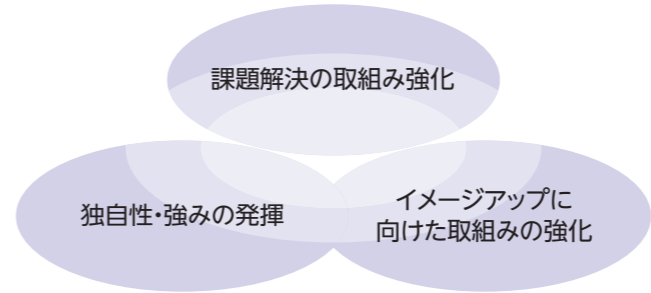 課題解決の取組み強化
独自性・強みの発揮
イメージアップに
向けた取組みの強化